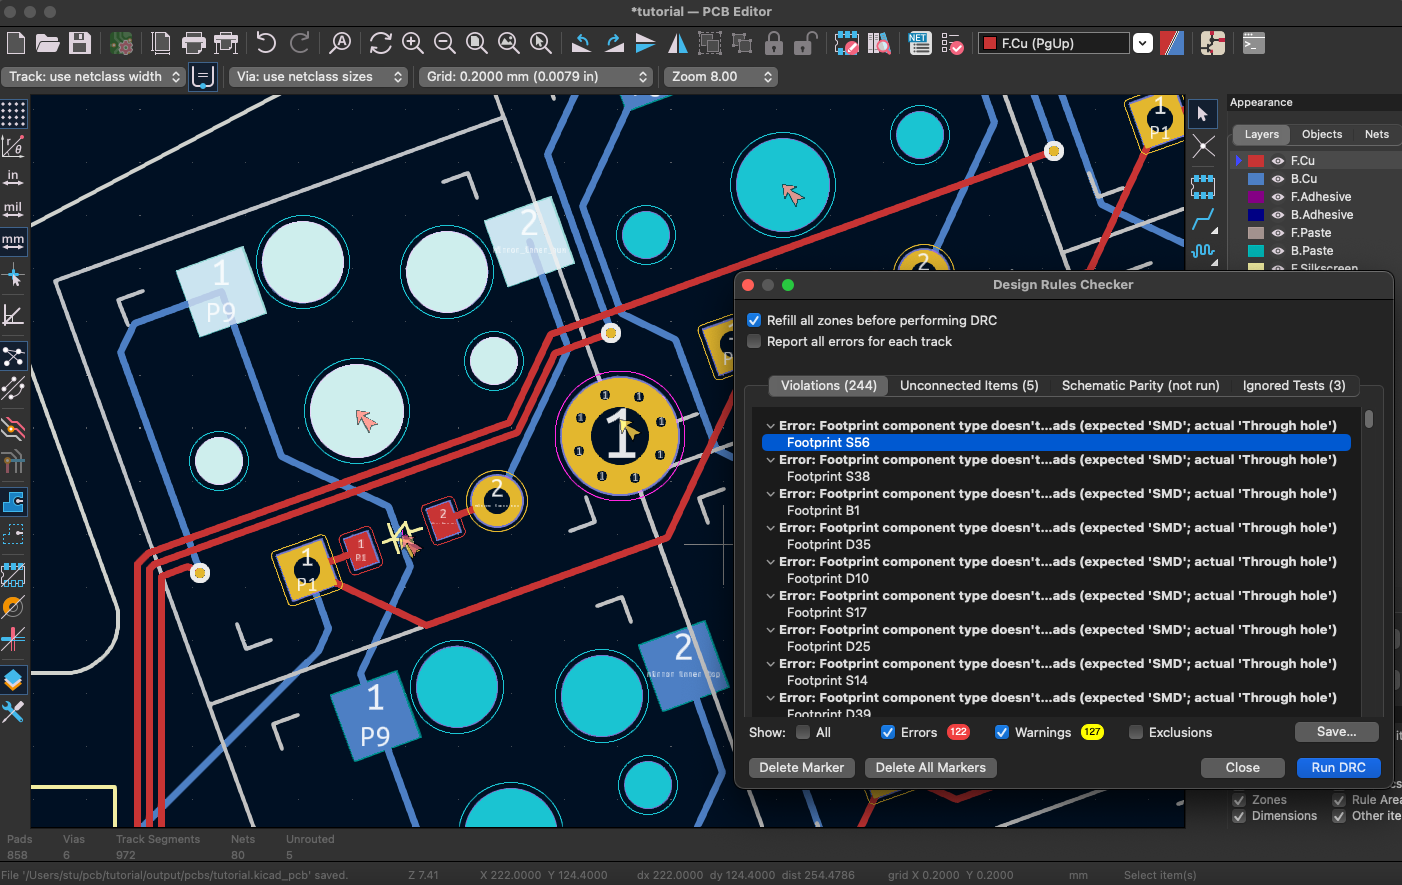 *tutorial — PCB Editor
F.Cu (PgUp)
NET
Track: use netclass width
Via: use netclass sizes
Grid: 0.2000 mm (0.0079 in)
Zoom 8.00
in
mil
mm
Appearance
Layers Objects Nets
F.Cu
B.Cu
F.Adhesive
B.Adhesive
F.Paste
B.Paste
F.Silkscreen
1
P1
2
1
P9
2
1
2
2
1
P1
1
P1
1
P9
2
Design Rules Checker
Refill all zones before performing DRC
Report all errors for each track
Violations (244) Unconnected Items (5) Schematic Parity (not run) Ignored Tests (3)
Error: Footprint component type doesn't...ads (expected 'SMD'; actual 'Through hole')
Footprint S56
Error: Footprint component type doesn't...ads (expected 'SMD'; actual 'Through hole')
Footprint S38
Error: Footprint component type doesn't...ads (expected 'SMD'; actual 'Through hole')
Footprint B1
Error: Footprint component type doesn't...ads (expected 'SMD'; actual 'Through hole')
Footprint D35
Error: Footprint component type doesn't...ads (expected 'SMD'; actual 'Through hole')
Footprint D10
Error: Footprint component type doesn't...ads (expected 'SMD'; actual 'Through hole')
Footprint S17
Error: Footprint component type doesn't...ads (expected 'SMD'; actual 'Through hole')
Footprint D25
Error: Footprint component type doesn't...ads (expected 'SMD'; actual 'Through hole')
Footprint S14
Error: Footprint component type doesn't...ads (expected 'SMD'; actual 'Through hole')
Footprint D39
Show: All Errors 122 Warnings 127 Exclusions Save...
Delete Marker Delete All Markers Close Run DRC
Zones Rule Area
Dimensions Other ite
Pads Vias Track Segments Nets Unrouted
858 6 972 80 5
File '/Users/stu/pcb/tutorial/output/pcbs/tutorial.kicad_pcb' saved. Z 7.41 X 222.0000 Y 124.4000 dx 222.0000 dy 124.4000 dist 254.4786 grid X 0.2000 Y 0.2000 mm Select item(s)